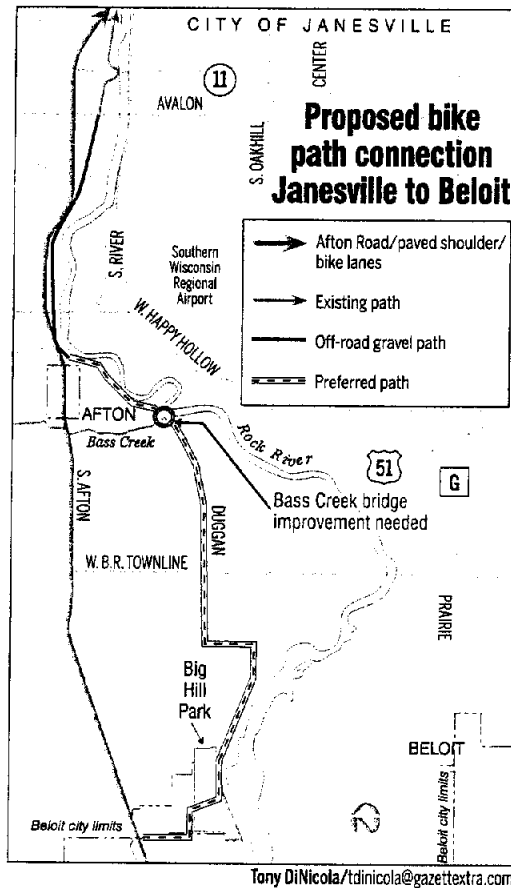 CITY OF JANESVILLE
11
CENTER
AVALON
S. OAKHILL
Proposed bike
path connection
Janesville to Beloit
Afton Road/paved shoulder/
bike lanes
Existing path
Off-road gravel path
Preferred path
S. RIVER
Southern
Wisconsin
Regional
Airport
W. HAPPY HOLLOW
AFTON
Bass Creek
Rock River
51
G
Bass Creek bridge
improvement needed
S. AFTON
DUGGAN
W. B.R. TOWNLINE
PRAIRIE
Big
Hill
Park
BELOIT
Beloit city limits
Beloit city limits
Tony DiNicola/tdinicola@gazettextra.com